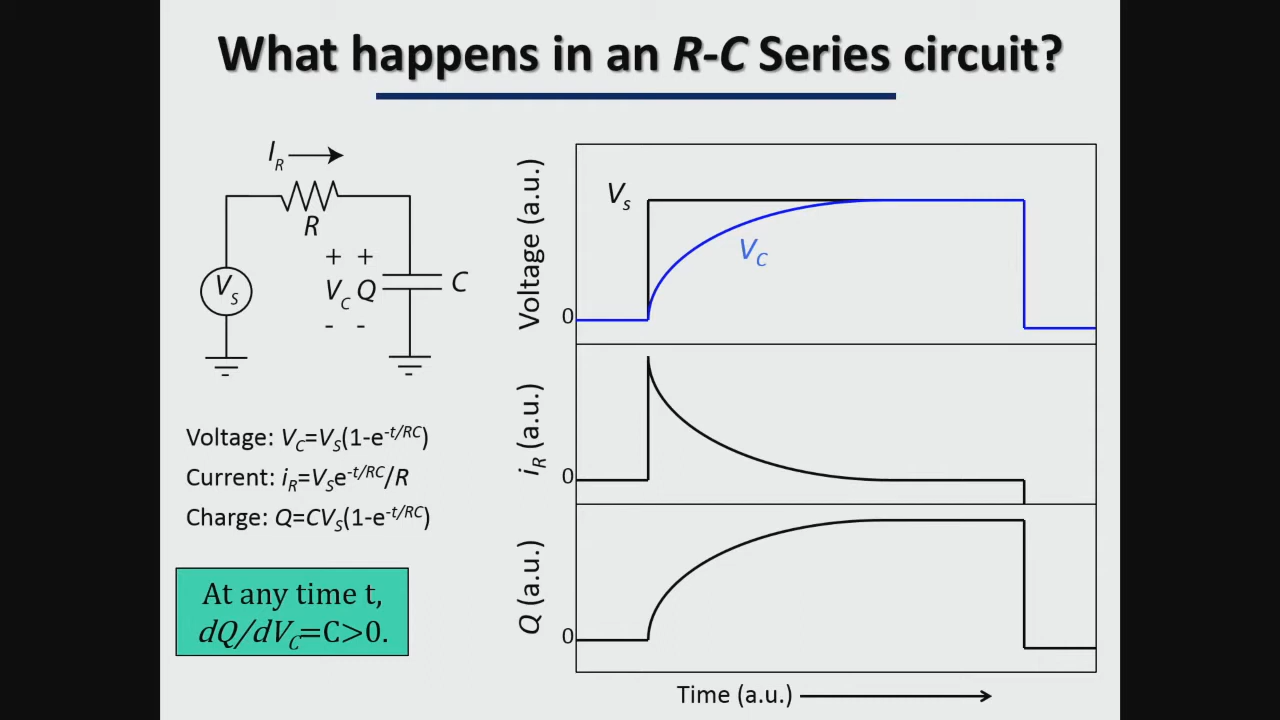 What happens in an R-C Series circuit?
I_R
R
V_S
+ +
V_C Q
- -
C
Voltage: V_C=V_S(1-e^-t/RC)
Current: i_R=V_Se^-t/RC/R
Charge: Q=CV_S(1-e^-t/RC)
At any time t,
dQ/dV_C=C>0.
Voltage (a.u.)
V_s
V_C
0
i_R (a.u.)
0
Q (a.u.)
0
Time (a.u.)